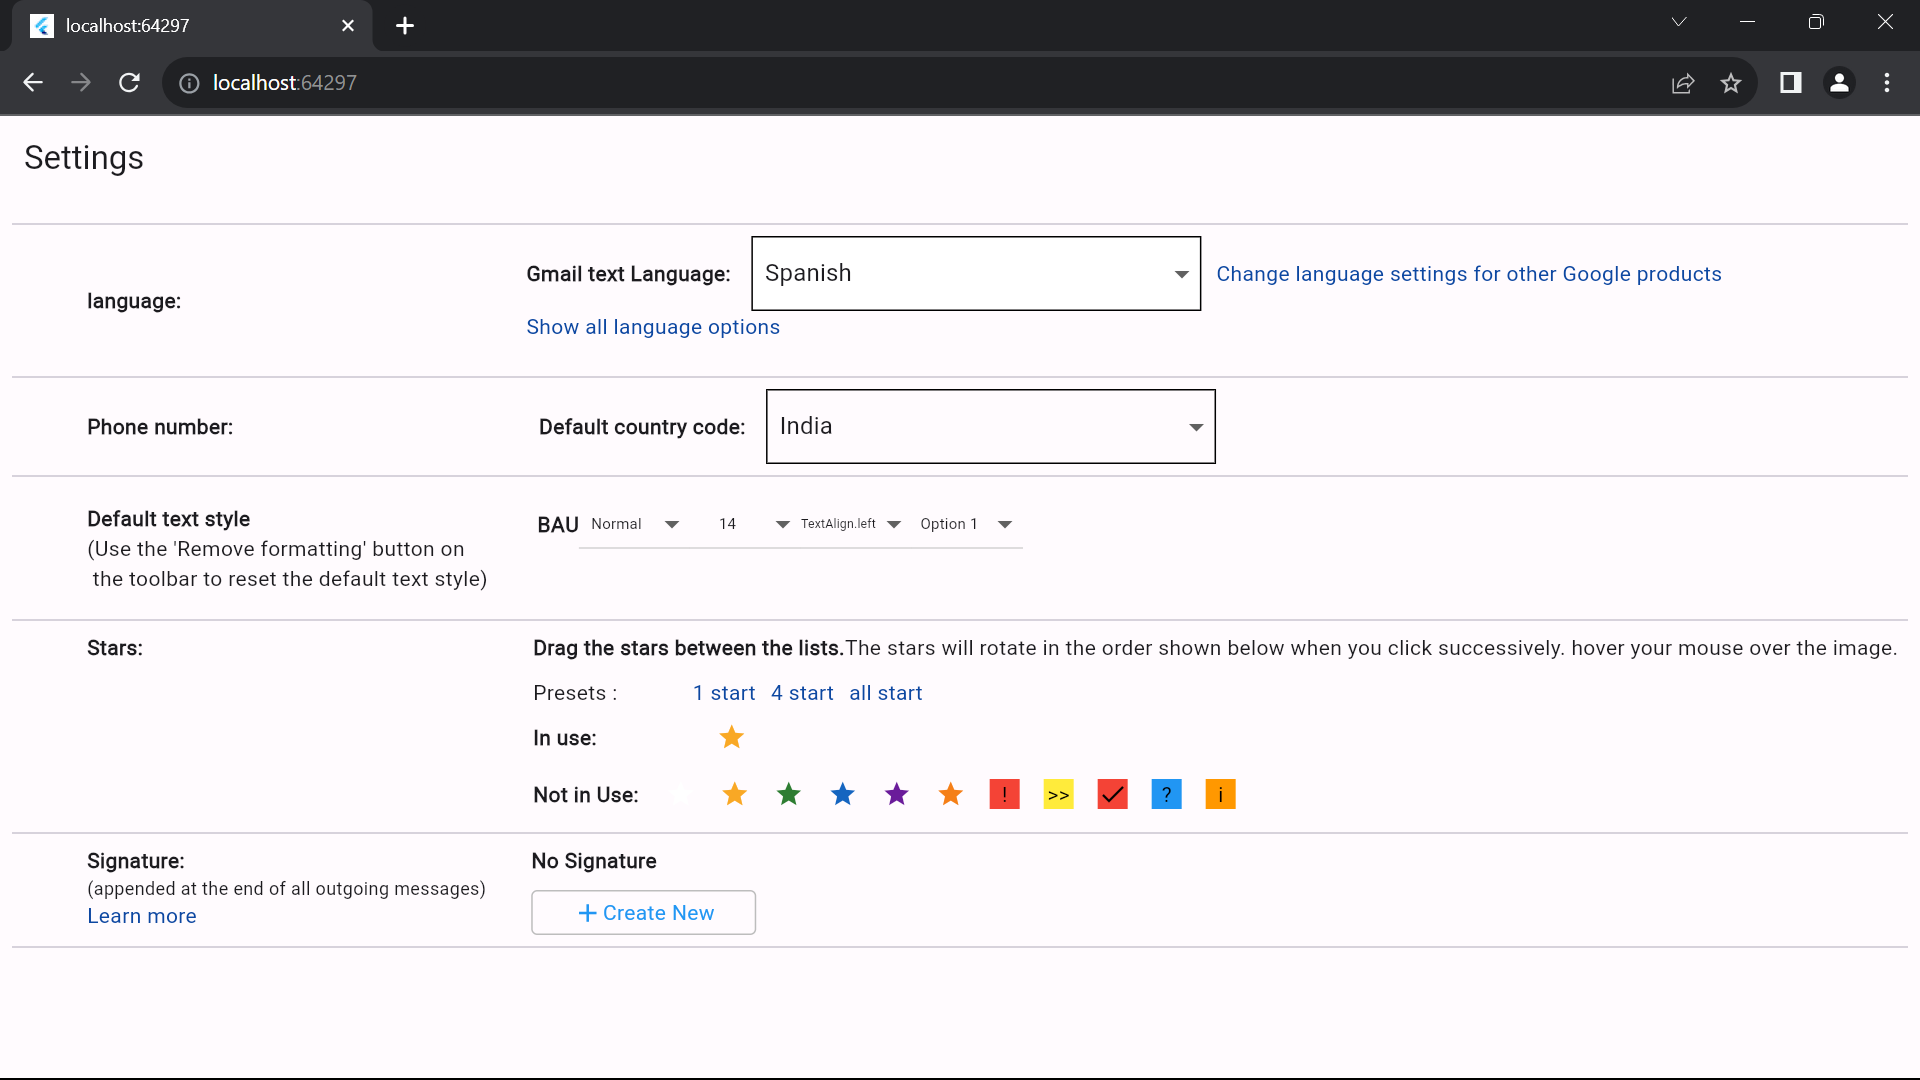 localhost:64297
localhost:64297
Settings
language:
Gmail text Language: Spanish Change language settings for other Google products
Show all language options
Phone number: Default country code: India
Default text style
(Use the 'Remove formatting' button on
the toolbar to reset the default text style)
BAU Normal 14 TextAlign.left Option 1
Stars: Drag the stars between the lists.The stars will rotate in the order shown below when you click successively. hover your mouse over the image.
Presets : 1 start 4 start all start
In use:
Not in Use: ! >> ? i
Signature: No Signature
(appended at the end of all outgoing messages)
Learn more
+ Create New